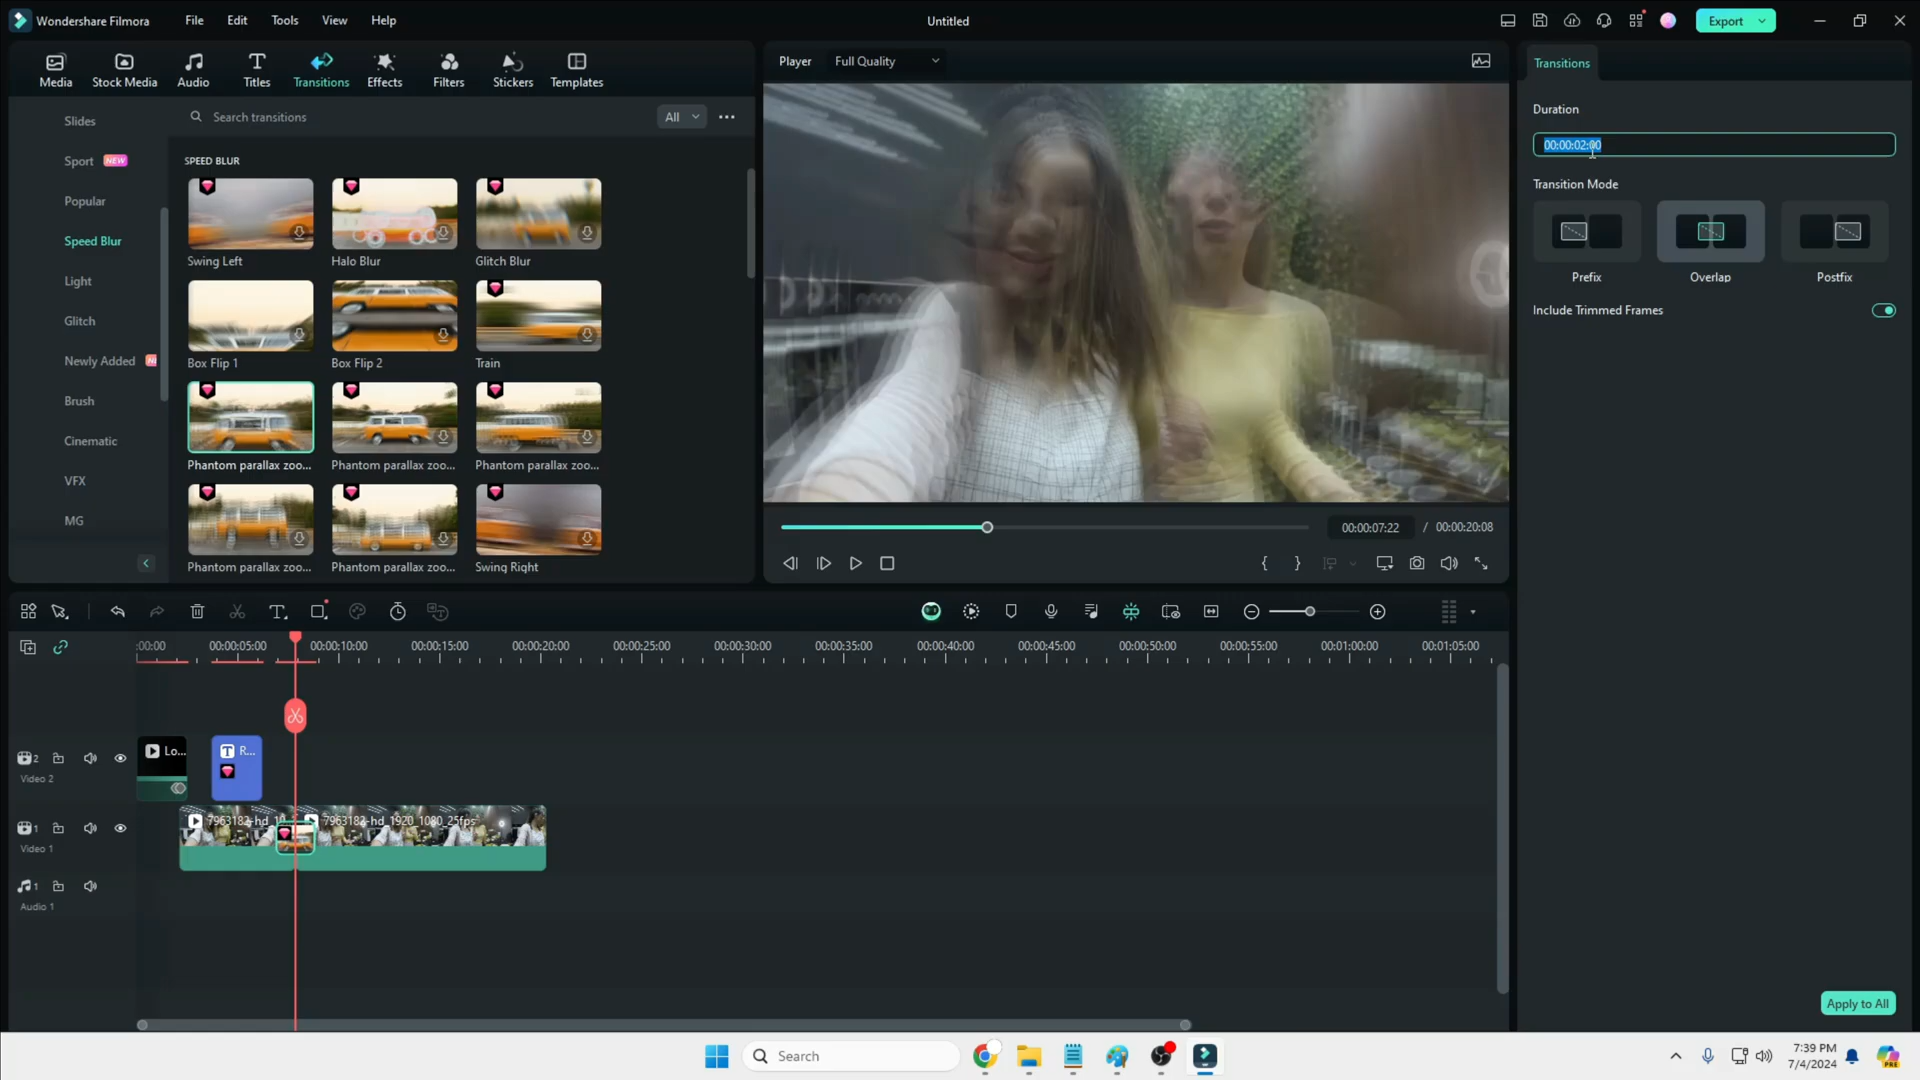 Wondershare Filmora
File
Edit
Tools
View
Help
Untitled
Export
Media
Stock Media
Audio
Titles
Transitions
Effects
Filters
Stickers
Templates
Player
Full Quality
Transitions
Slides
Sport NEW
Popular
Speed Blur
Light
Glitch
Newly Added
Brush
Cinematic
VFX
MG
Search transitions
All
SPEED BLUR
Swing Left
Halo Blur
Glitch Blur
Box Flip 1
Box Flip 2
Train
Phantom parallax zoo...
Phantom parallax zoo...
Phantom parallax zoo...
Phantom parallax zoo...
Phantom parallax zoo...
Swing Right
00:00:07:22 / 00:00:20:08
Duration
00:00:02:00
Transition Mode
Prefix
Overlap
Postfix
Include Trimmed Frames
Apply to All
:00:00
00:00:05:00
00:00:10:00
00:00:15:00
00:00:20:00
00:00:25:00
00:00:30:00
00:00:35:00
00:00:40:00
00:00:45:00
00:00:50:00
00:00:55:00
00:01:00:00
00:01:05:00
Lo...
R...
2
Video 2
7963182-hd_19
7963182-hd_1920_1080_25fps
1
Video 1
1
Audio 1
Search
7:39 PM
7/4/2024
PRE